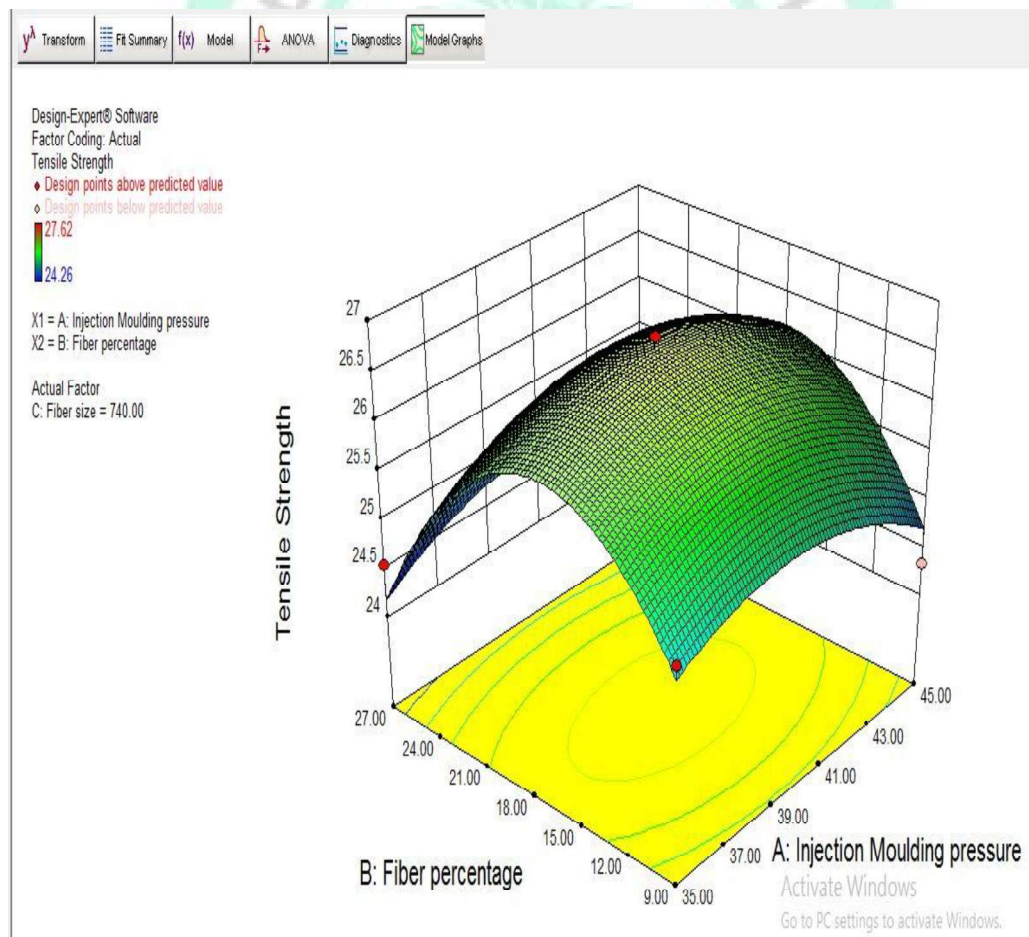 yλ Transform
Fit Summary
f(x) Model
F ANOVA
Diagnostics
Model Graphs
Design-Expert® Software
Factor Coding: Actual
Tensile Strength
Design points above predicted value
Design points below predicted value
27.62
24.26
X1 = A: Injection Moulding pressure
X2 = B: Fiber percentage
Actual Factor
C: Fiber size = 740.00
Tensile Strength
27
26.5
26
25.5
25
24.5
24
27.00
24.00
21.00
18.00
15.00
12.00
9.00
35.00
37.00
39.00
41.00
43.00
45.00
B: Fiber percentage
A: Injection Moulding pressure
Activate Windows
Go to PC settings to activate Windows.